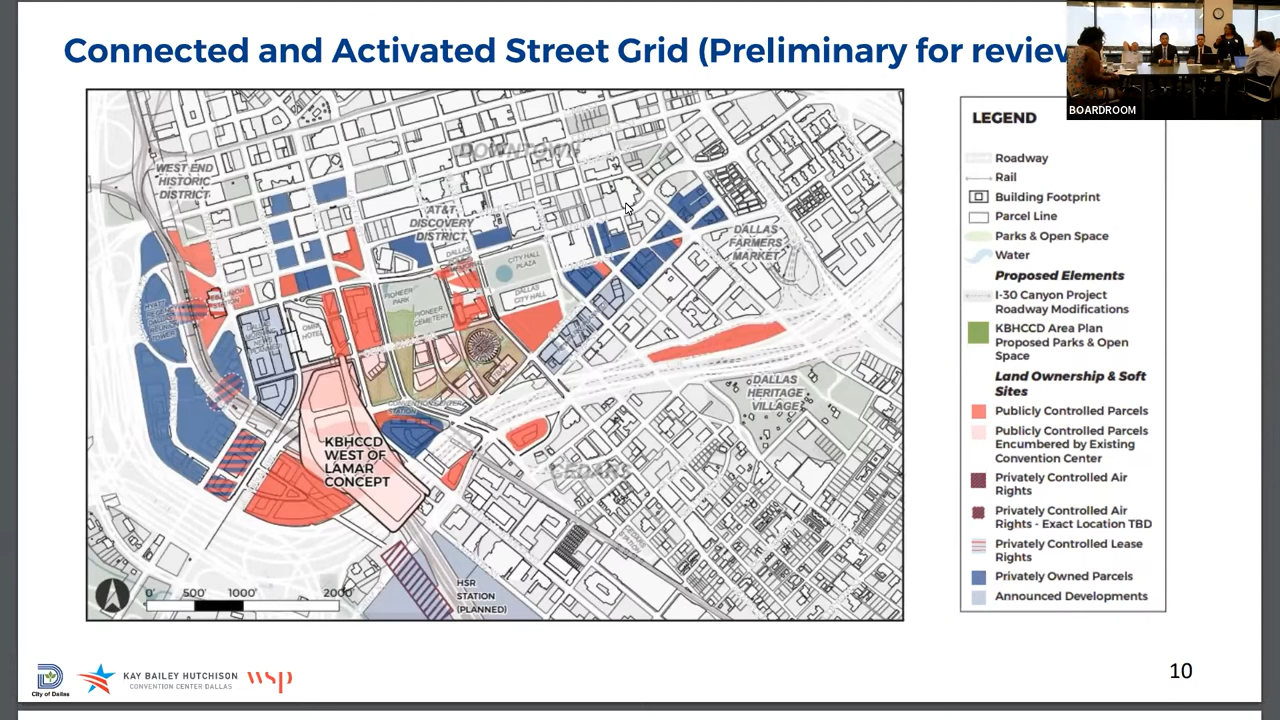 Connected and Activated Street Grid (Preliminary for review
BOARDROOM
WEST END
HISTORIC
DISTRICT
DOWNTOWN
AT&T
DISCOVERY
DISTRICT
DALLAS
FARMERS
MARKET
CITY HALL
PLAZA
DALLAS
CITY HALL
PIONEER
PARK
PIONEER
CEMETERY
OMNI
HOTEL
DALLAS
HERITAGE
VILLAGE
CEDARS
KBHCCD
WEST OF
LAMAR
CONCEPT
HSR
STATION
(PLANNED)
0' 500' 1000' 2000'
LEGEND
Roadway
Rail
Building Footprint
Parcel Line
Parks & Open Space
Water
Proposed Elements
I-30 Canyon Project
Roadway Modifications
KBHCCD Area Plan
Proposed Parks & Open
Space
Land Ownership & Soft
Sites
Publicly Controlled Parcels
Publicly Controlled Parcels
Encumbered by Existing
Convention Center
Privately Controlled Air
Rights
Privately Controlled Air
Rights - Exact Location TBD
Privately Controlled Lease
Rights
Privately Owned Parcels
Announced Developments
City of Dallas
KAY BAILEY HUTCHISON
CONVENTION CENTER DALLAS
wsp
10